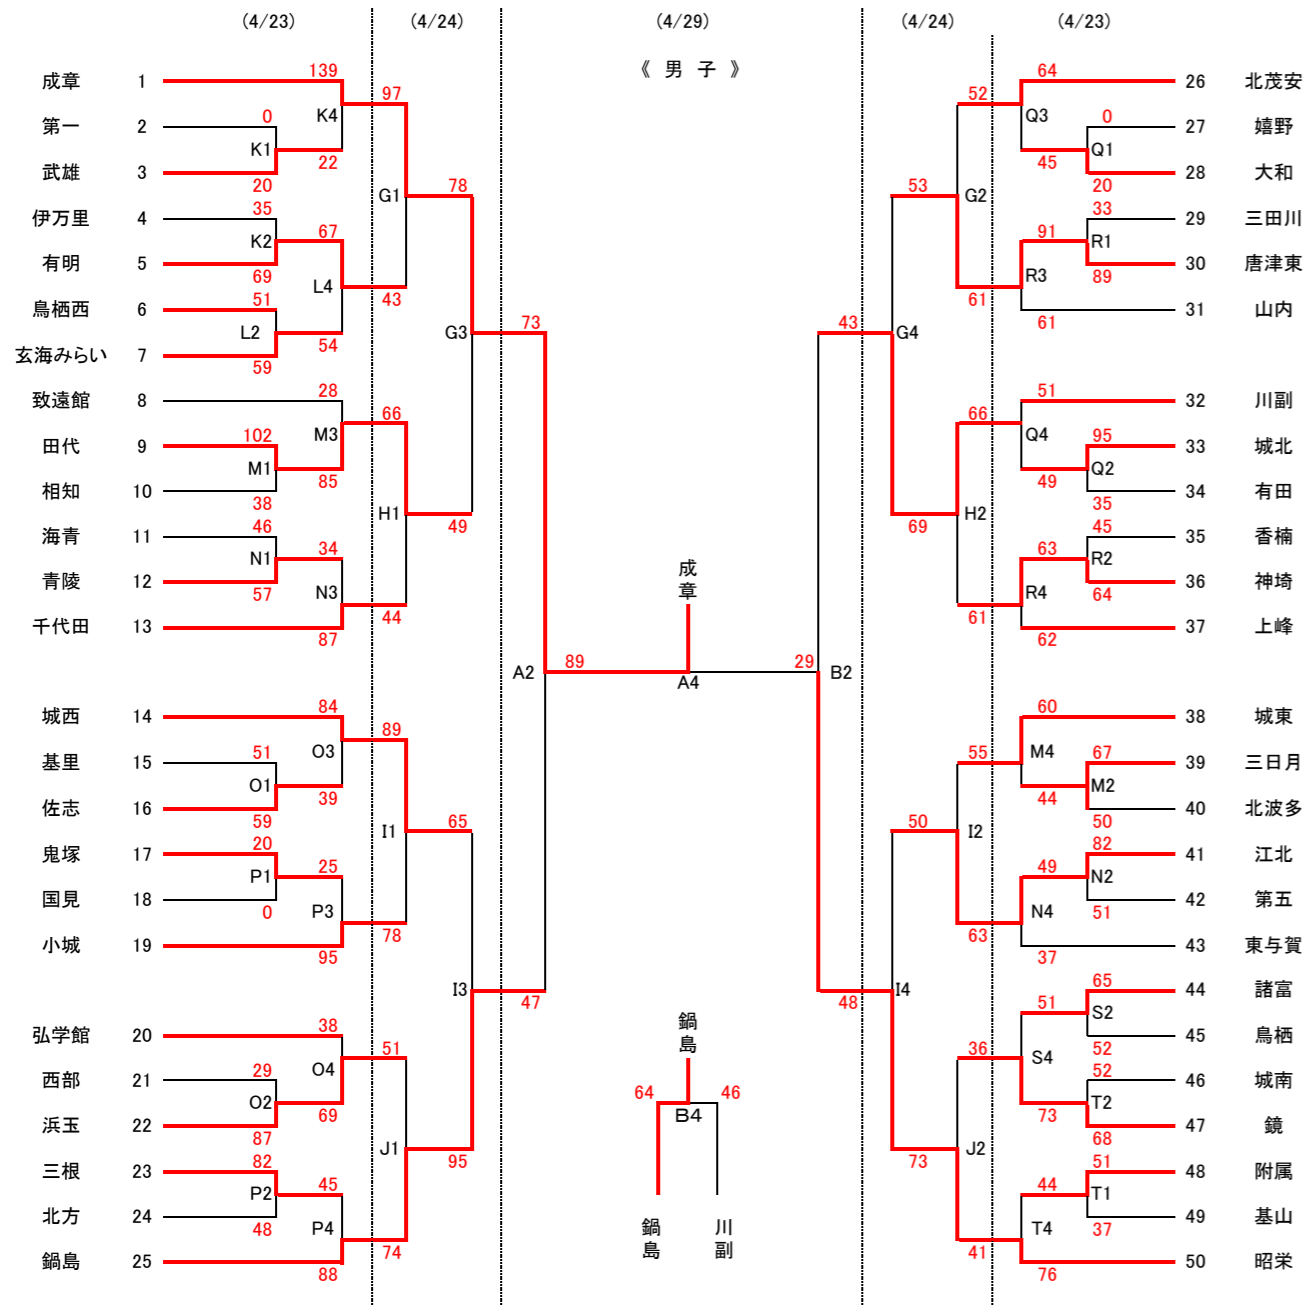 (4/23) (4/24) (4/29) (4/24) (4/23)
《 男 子 》
成章 1 139
第一 2 0 K4 97
武雄 3 K1 22
20
伊万里 4 35 G1 78
有明 5 K2 67
69 L4
鳥栖西 6 51 43
玄海みらい 7 L2 54 G3 73
59
致遠館 8 28
田代 9 102 M3 66
相知 10 M1 85
38
海青 11 46 H1 49
青陵 12 N1 34
57 N3
千代田 13 87 44
城西 14 84
基里 15 51 O3 89
佐志 16 O1 39
59
鬼塚 17 20 I1 65
国見 18 P1 25
0 P3
小城 19 95 78
I3 47
弘学館 20 38
西部 21 29 O4 51
浜玉 22 O2 69
87
三根 23 82 J1 95
北方 24 P2 45
48 P4
鍋島 25 88 74
A2 89
成章
A4
29 B2
鍋島
64 46
B4
鍋島 川副
64 26 北茂安
52 Q3 0 27 嬉野
45 Q1 28 大和
20
53 G2 33 29 三田川
91 R1 30 唐津東
R3 89
61 31 山内
61
43 G4
51 32 川副
66 Q4 95 33 城北
49 Q2 34 有田
35
69 H2 45 35 香楠
63 R2 36 神埼
R4 64
61 62 37 上峰
60 38 城東
55 M4 67 39 三日月
44 M2 40 北波多
50
50 I2 82 41 江北
49 N2 42 第五
N4 51
63 37 43 東与賀
48 I4
65 44 諸富
51 S2 45 鳥栖
52
36 S4 52 46 城南
73 T2 47 鏡
68
73 J2 51 48 附属
44 T1 49 基山
T4 37
41 76 50 昭栄